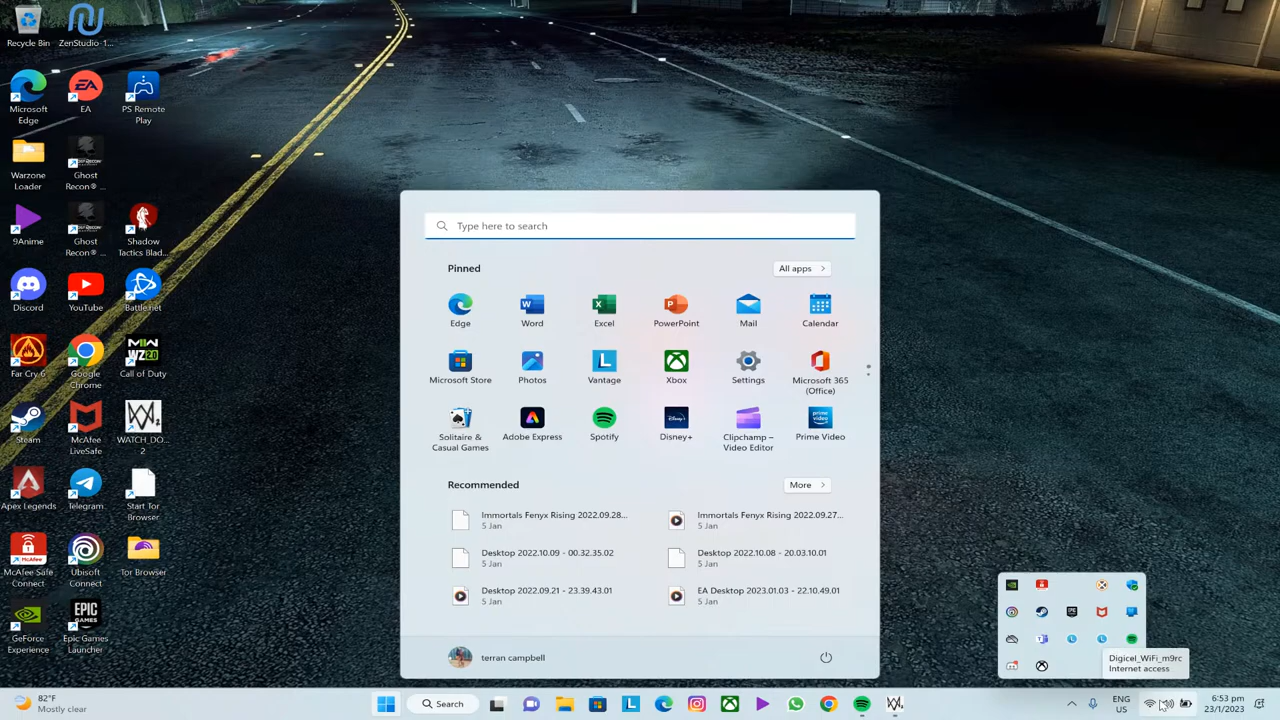 Recycle Bin
ZenStudio -1...
Microsoft
Edge
EA
PS Remote
Play
Warzone
Loader
Ghost
Recon® ...
9Anime
Ghost
Recon® ...
Shadow
Tactics Blad...
Discord
YouTube
Battle.net
Far Cry 6
Google
Chrome
Call of Duty
Steam
McAfee
LiveSafe
WATCH_DO...
2
Apex Legends
Telegram
Start Tor
Browser
McAfee Safe
Connect
Ubisoft
Connect
Tor Browser
GeForce
Experience
Epic Games
Launcher
Type here to search
Pinned
All apps
Edge
Word
Excel
PowerPoint
Mail
Calendar
Microsoft Store
Photos
Vantage
Xbox
Settings
Microsoft 365
(Office)
Solitaire &
Casual Games
Adobe Express
Spotify
Disney+
Clipchamp –
Video Editor
Prime Video
Recommended
More
Immortals Fenyx Rising 2022.09.28...
5 Jan
Immortals Fenyx Rising 2022.09.27...
5 Jan
Desktop 2022.10.09 - 00.32.35.02
5 Jan
Desktop 2022.10.08 - 20.03.10.01
5 Jan
Desktop 2022.09.21 - 23.39.43.01
5 Jan
EA Desktop 2023.01.03 - 22.10.49.01
5 Jan
terran campbell
Digicel_WiFi_m9rc
Internet access
82°F
Mostly clear
Search
ENG
US
6:53 pm
23/1/2023